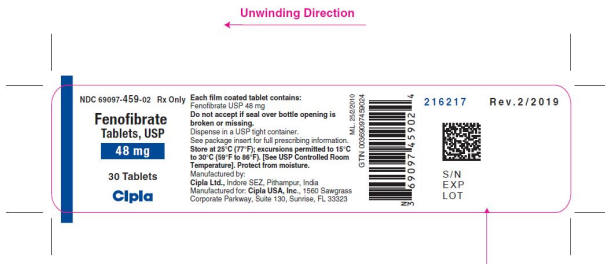 Unwinding Direction
NDC 69097-459-02 Rx Only
Fenofibrate
Tablets, USP
48 mg
30 Tablets
Cipla
Each film coated tablet contains:
Fenofibrate USP 48 mg
Do not accept if seal over bottle opening is
broken or missing.
Dispense in a USP tight container.
See package insert for full prescribing information.
Store at 25°C (77°F); excursions permitted to 15°C
to 30°C (59°F to 86°F). [See USP Controlled Room
Temperature]. Protect from moisture.
Manufactured by:
Cipla Ltd., Indore SEZ, Pithampur, India
Manufactured for: Cipla USA, Inc., 1560 Sawgrass
Corporate Parkway, Suite 130, Sunrise, FL 33323
M.L. 25/2/2010
GTIN 00369097459024
N
3
69097 45902
4
216217 Rev.2/2019
S/N
EXP
LOT